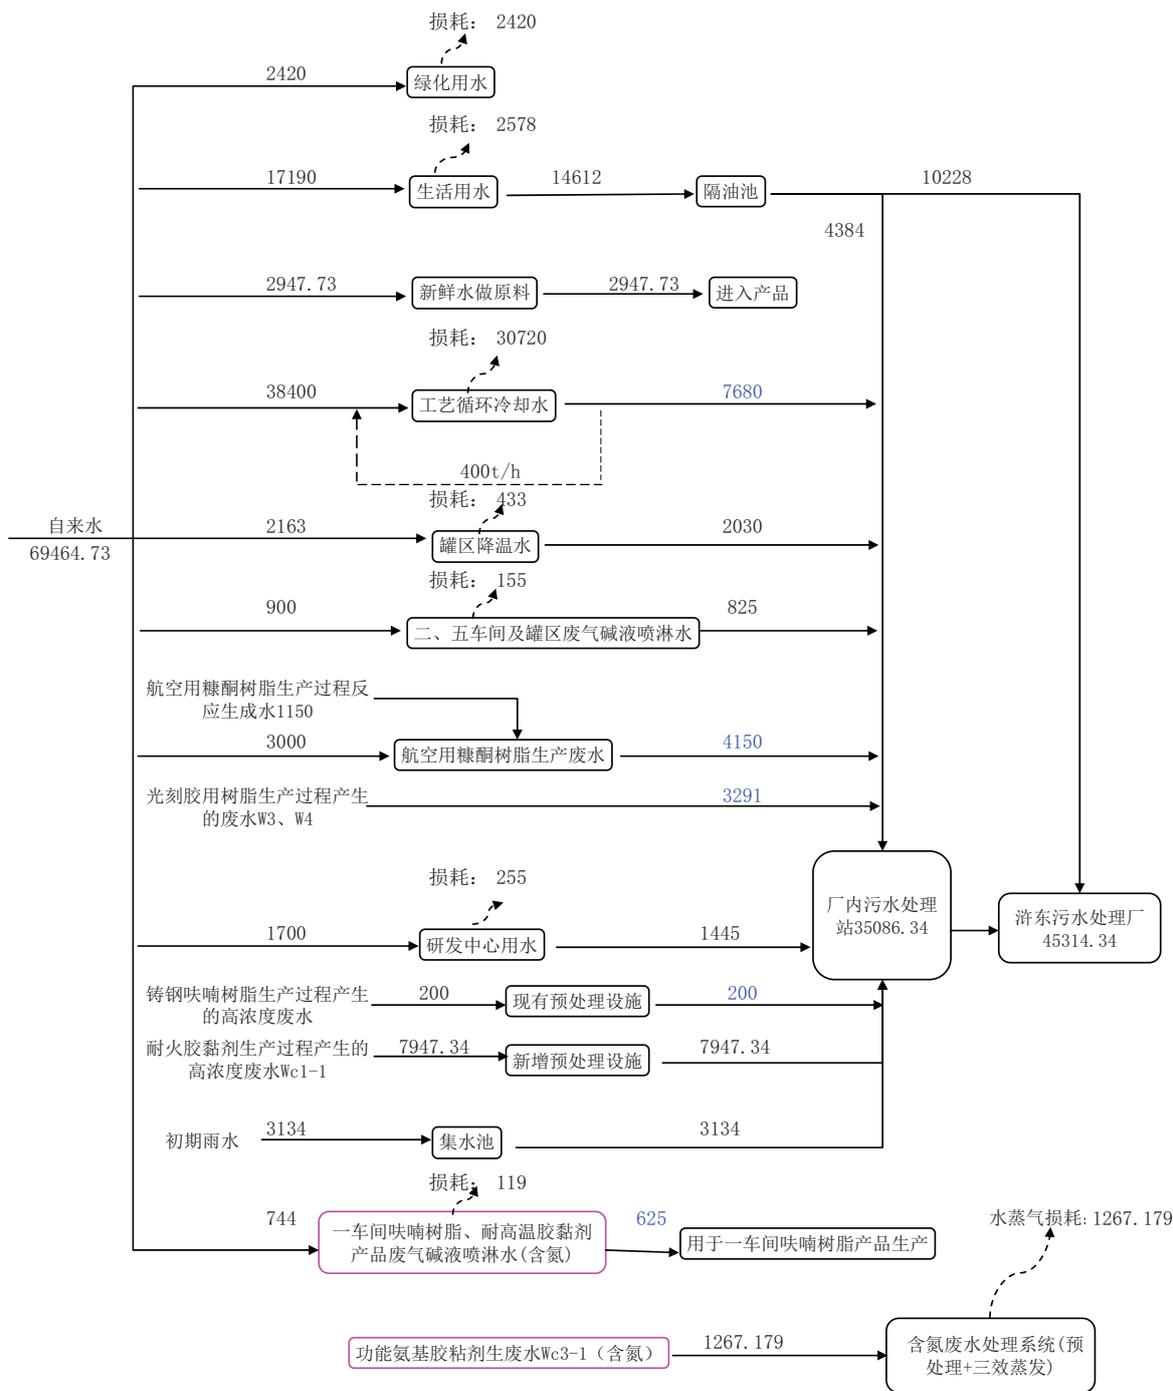 损耗: 2420
2420
绿化用水
损耗: 2578
17190
生活用水
14612
隔油池
10228
4384
2947.73
新鲜水做原料
2947.73
进入产品
损耗: 30720
38400
工艺循环冷却水
7680
400t/h
损耗: 433
自来水
69464.73
2163
罐区降温水
2030
损耗: 155
900
二、五车间及罐区废气碱液喷淋水
825
航空用糠酮树脂生产过程反
应生成水1150
3000
航空用糠酮树脂生产废水
4150
光刻胶用树脂生产过程产生
的废水W3、W4
3291
损耗: 255
1700
研发中心用水
1445
厂内污水处理
站35086.34
浒东污水处理厂
45314.34
铸钢呋喃树脂生产过程产生
的高浓度废水
200
现有预处理设施
200
耐火胶黏剂生产过程产生的
高浓度废水Wc1-1
7947.34
新增预处理设施
7947.34
初期雨水
3134
集水池
3134
损耗: 119
744
一车间呋喃树脂、耐高温胶黏剂
产品废气碱液喷淋水(含氮)
625
用于一车间呋喃树脂产品生产
水蒸气损耗:1267.179
功能氨基胶粘剂生废水Wc3-1（含氮）
1267.179
含氮废水处理系统(预
处理+三效蒸发)